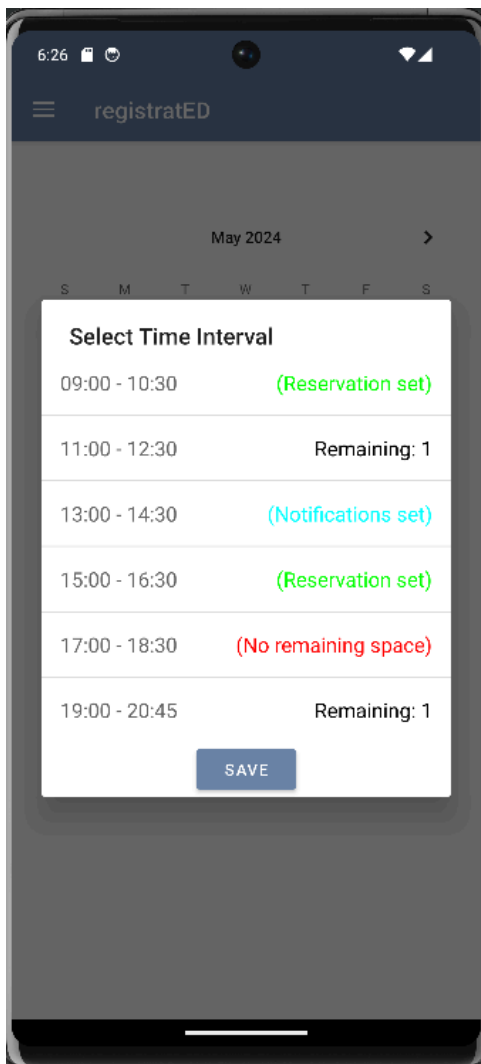 6:26
registratED
May 2024
S M T W T F S
Select Time Interval
09:00 - 10:30 (Reservation set)
11:00 - 12:30 Remaining: 1
13:00 - 14:30 (Notifications set)
15:00 - 16:30 (Reservation set)
17:00 - 18:30 (No remaining space)
19:00 - 20:45 Remaining: 1
SAVE